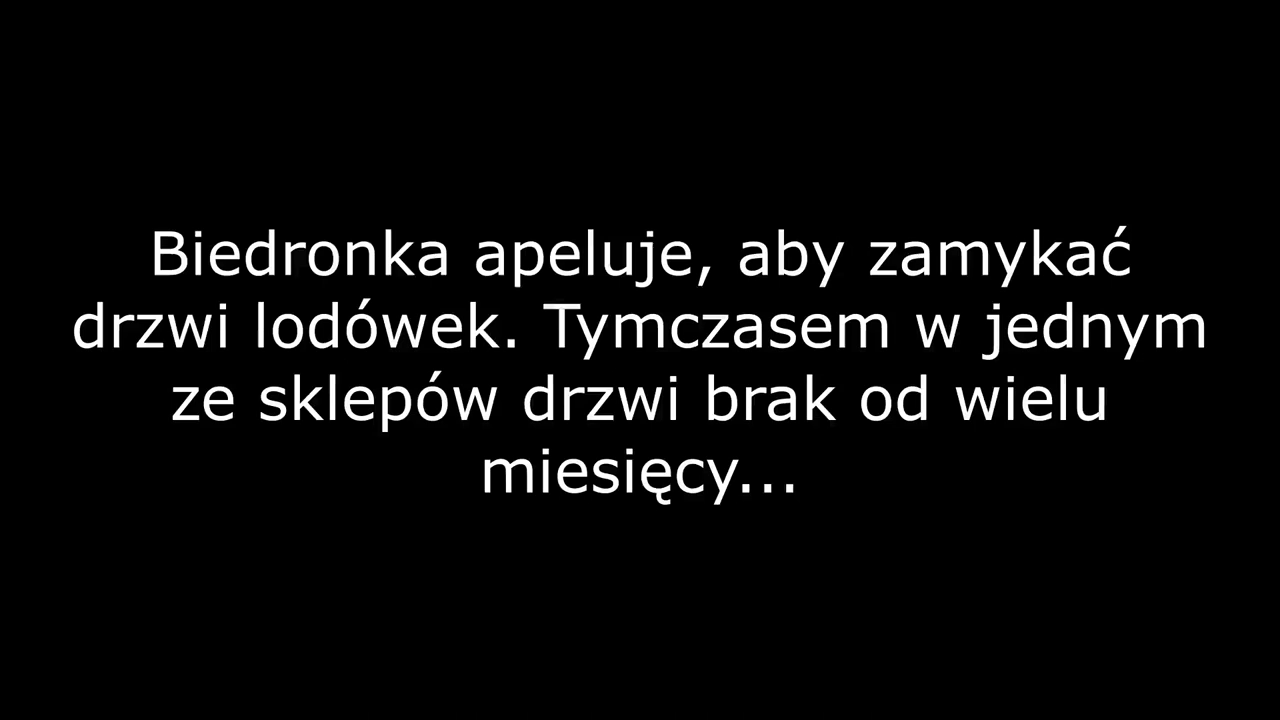 Biedronka apeluje, aby zamykać
drzwi lodówek. Tymczasem w jednym
ze sklepów drzwi brak od wielu
miesięcy...